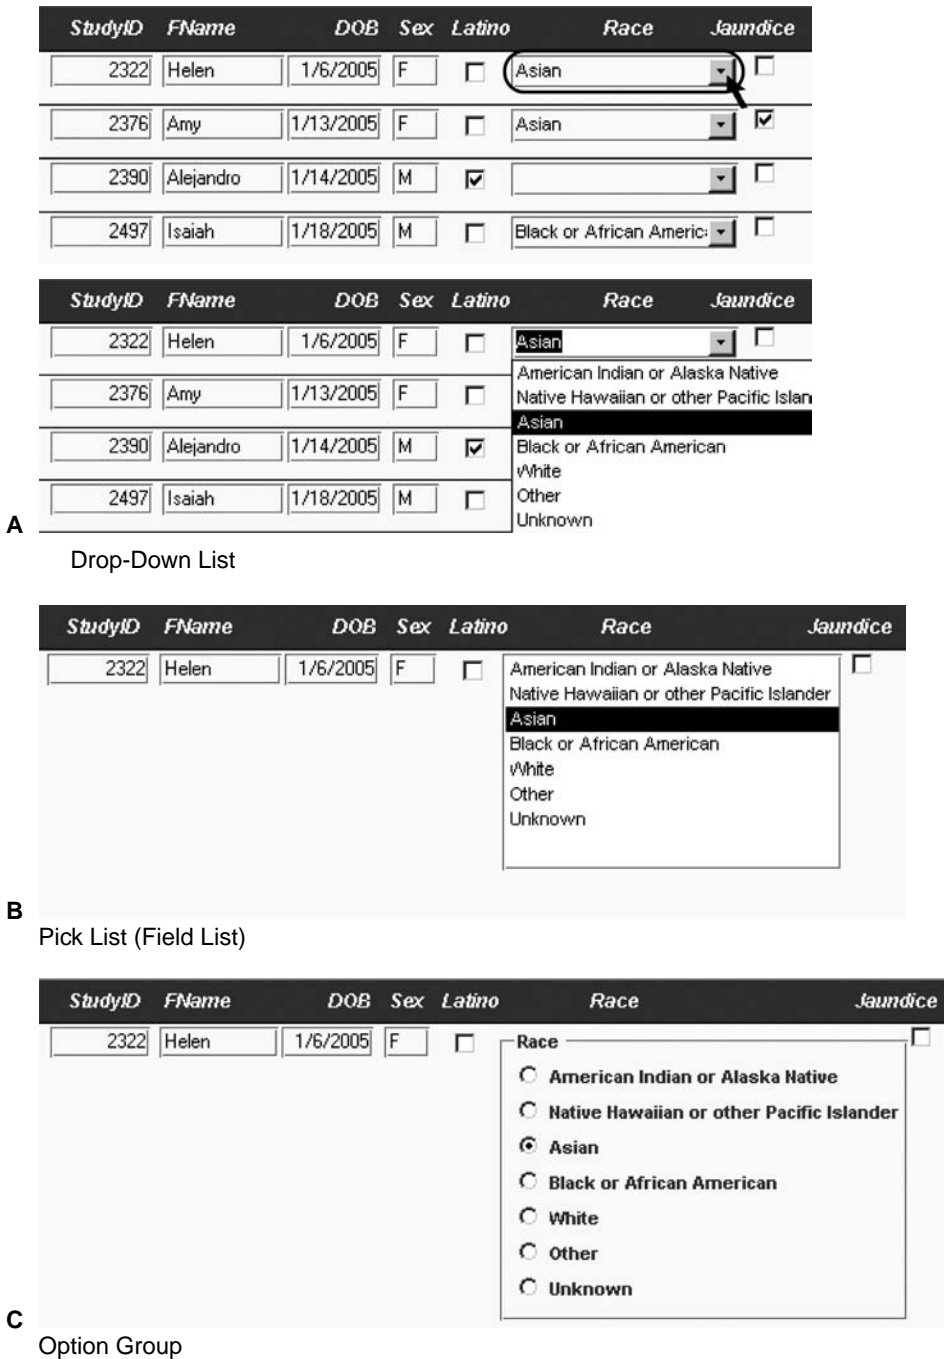 StudyID FName DOB Sex Latino Race Jaundice
2322 Helen 1/6/2005 F Asian
2376 Amy 1/13/2005 F Asian
2390 Alejandro 1/14/2005 M
2497 Isaiah 1/18/2005 M Black or African Americ
StudyID FName DOB Sex Latino Race Jaundice
2322 Helen 1/6/2005 F Asian
American Indian or Alaska Native
2376 Amy 1/13/2005 F Native Hawaiian or other Pacific Islan
Asian
2390 Alejandro 1/14/2005 M Black or African American
White
2497 Isaiah 1/18/2005 M Other
Unknown
A
Drop-Down List
StudyID FName DOB Sex Latino Race Jaundice
2322 Helen 1/6/2005 F American Indian or Alaska Native
Native Hawaiian or other Pacific Islander
Asian
Black or African American
White
Other
Unknown
B
Pick List (Field List)
StudyID FName DOB Sex Latino Race Jaundice
2322 Helen 1/6/2005 F Race
American Indian or Alaska Native
Native Hawaiian or other Pacific Islander
Asian
Black or African American
White
Other
Unknown
C
Option Group